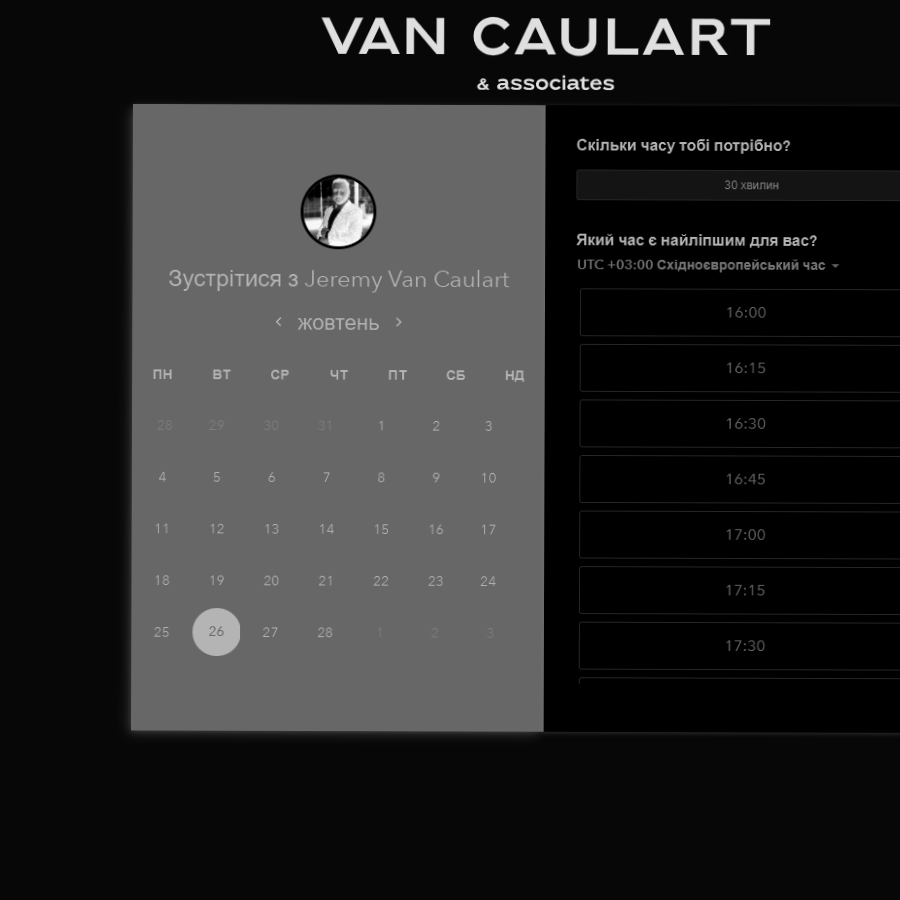 VAN CAULART
& associates
Зустрітися з Jeremy Van Caulart
жовтень
ПН ВТ СР ЧТ ПТ СБ НД
28 29 30 31 1 2 3
4 5 6 7 8 9 10
11 12 13 14 15 16 17
18 19 20 21 22 23 24
25 26 27 28 1 2 3
Скільки часу тобі потрібно?
30 хвилин
Який час є найліпшим для вас?
UTC +03:00 Східноєвропейський час
16:00
16:15
16:30
16:45
17:00
17:15
17:30